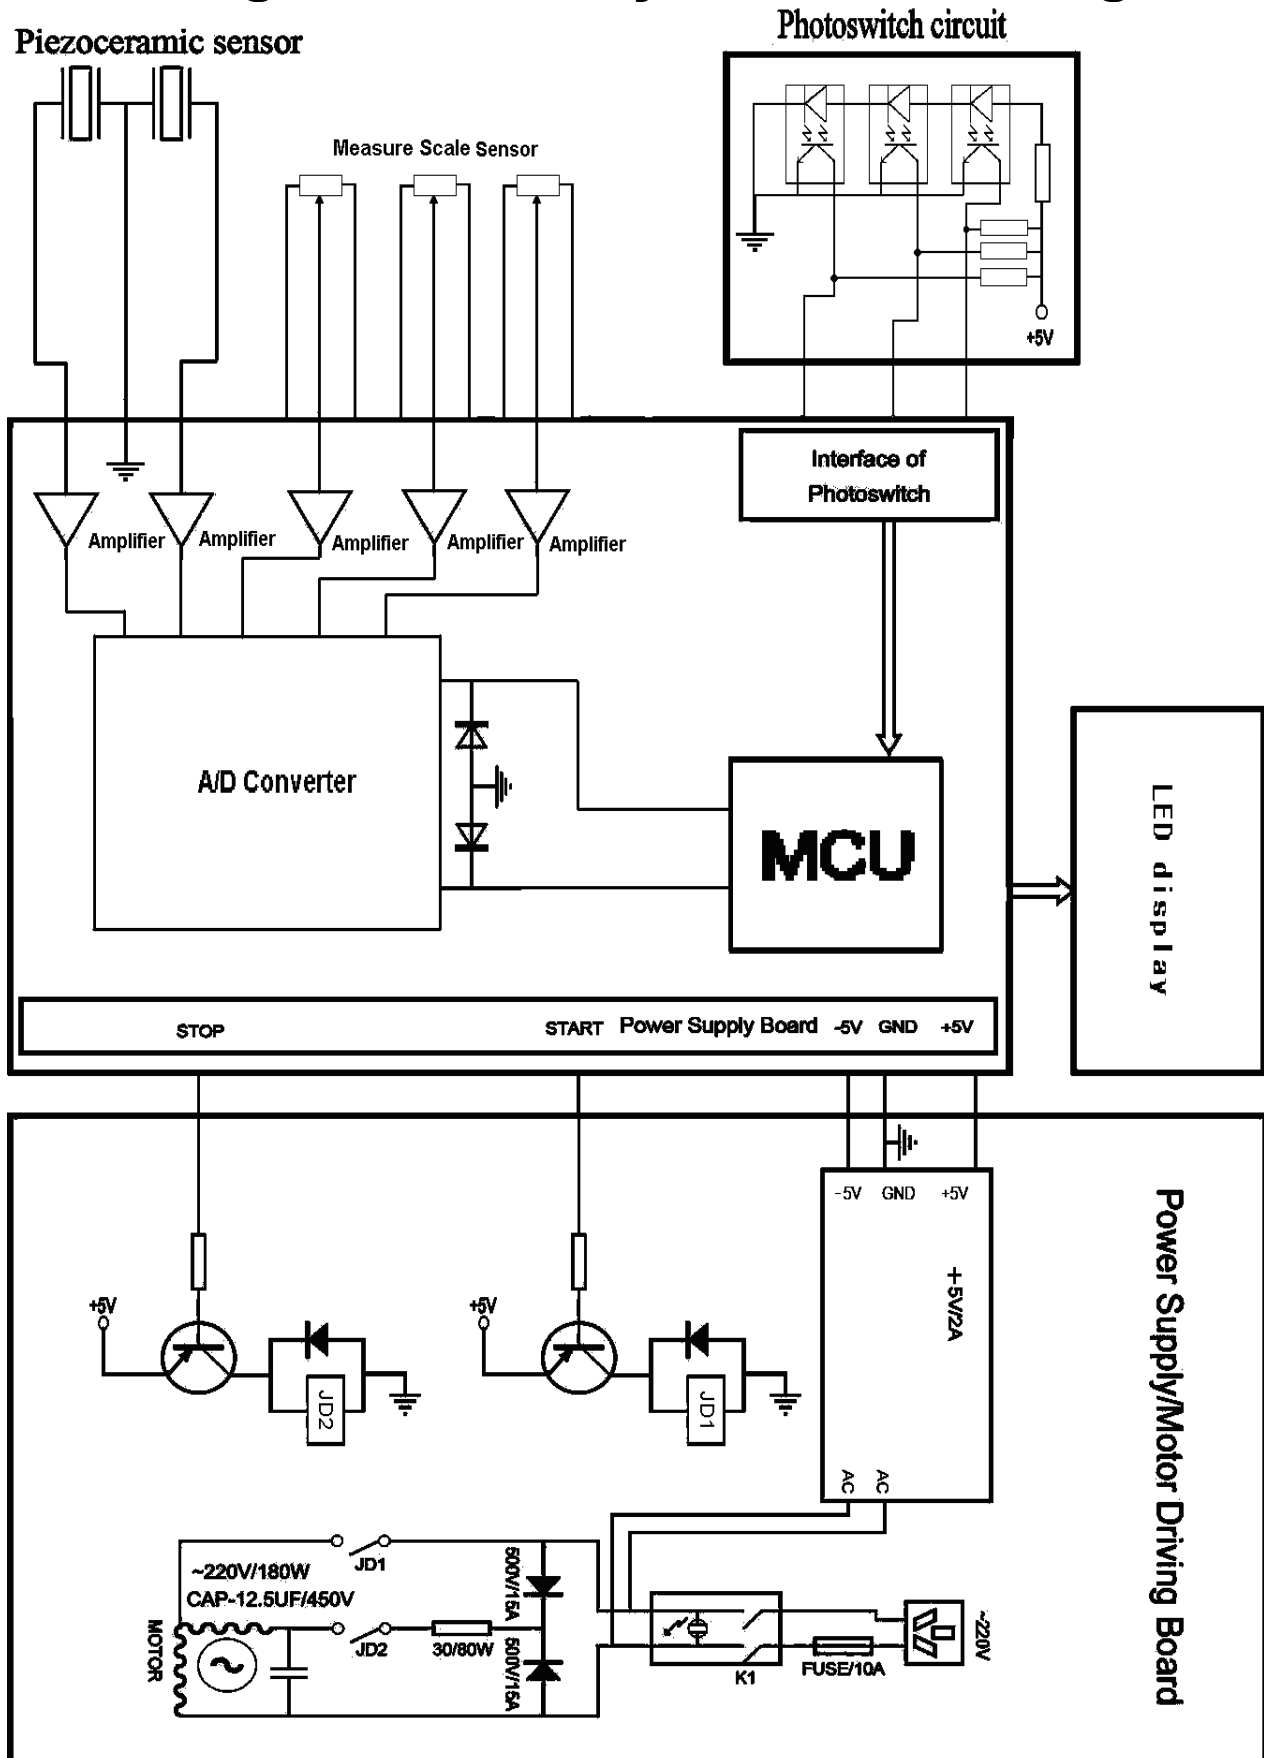 Piezoceramic sensor
Photoswitch circuit
Measure Scale Sensor
+5V
Interface of
Photoswitch
Amplifier
Amplifier
Amplifier
Amplifier
Amplifier
A/D Converter
MCU
LED display
STOP
START
Power Supply Board
-5V
GND
+5V
-5V
GND
+5V
+5V/2A
AC
AC
Power Supply/Motor Driving Board
+5V
JD2
+5V
JD1
~220V/180W
CAP-12.5UF/450V
MOTOR
JD1
JD2
30/80W
500V/15A
500V/15A
K1
FUSE/10A
~220V